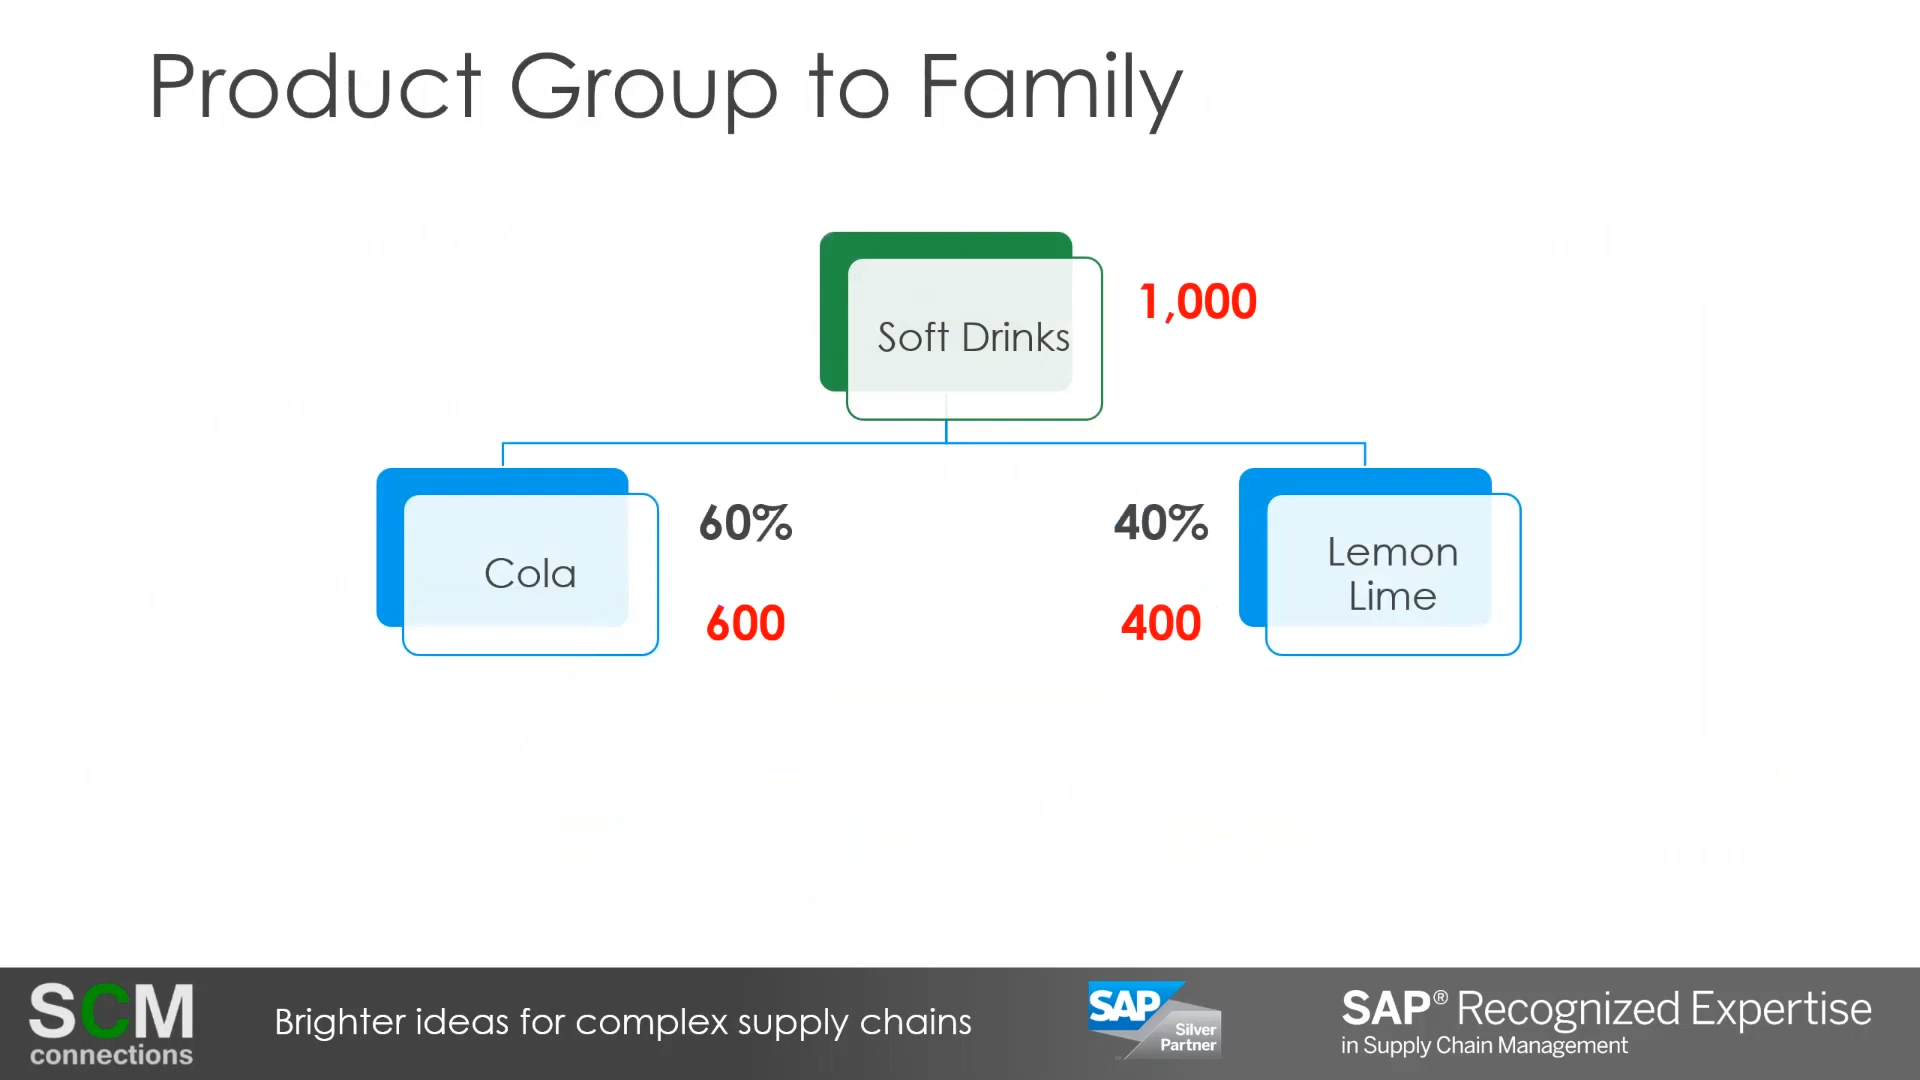 Product Group to Family
Soft Drinks
1,000
Cola
60%
600
40%
400
Lemon
Lime
SCM
connections
Brighter ideas for complex supply chains
SAP
Silver
Partner
SAP® Recognized Expertise
in Supply Chain Management